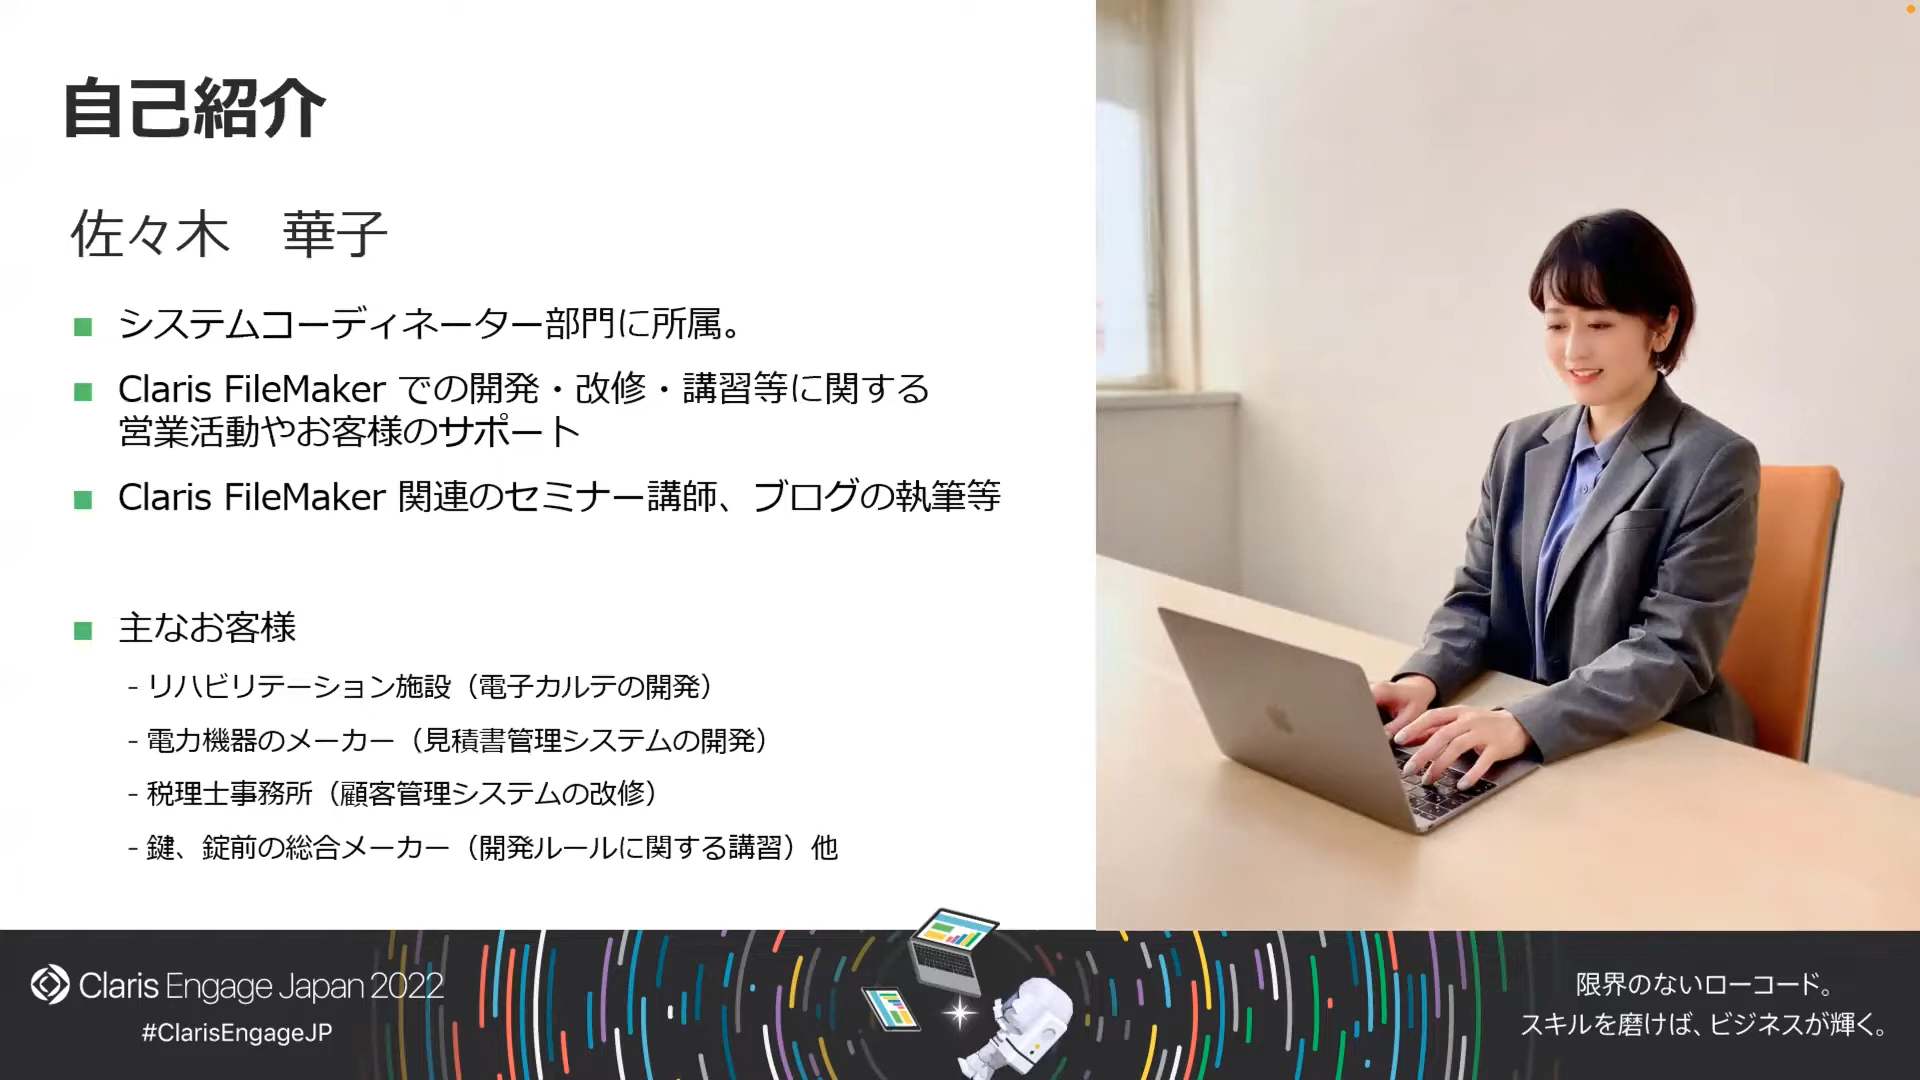 自己紹介
佐々木　華子
システムコーディネーター部門に所属。
Claris FileMaker での開発・改修・講習等に関する
営業活動やお客様のサポート
Claris FileMaker 関連のセミナー講師、ブログの執筆等
主なお客様
- リハビリテーション施設（電子カルテの開発）
- 電力機器のメーカー（見積書管理システムの開発）
- 税理士事務所（顧客管理システムの改修）
- 鍵、錠前の総合メーカー（開発ルールに関する講習）他
Claris Engage Japan 2022
#ClarisEngageJP
限界のないローコード。
スキルを磨けば、ビジネスが輝く。